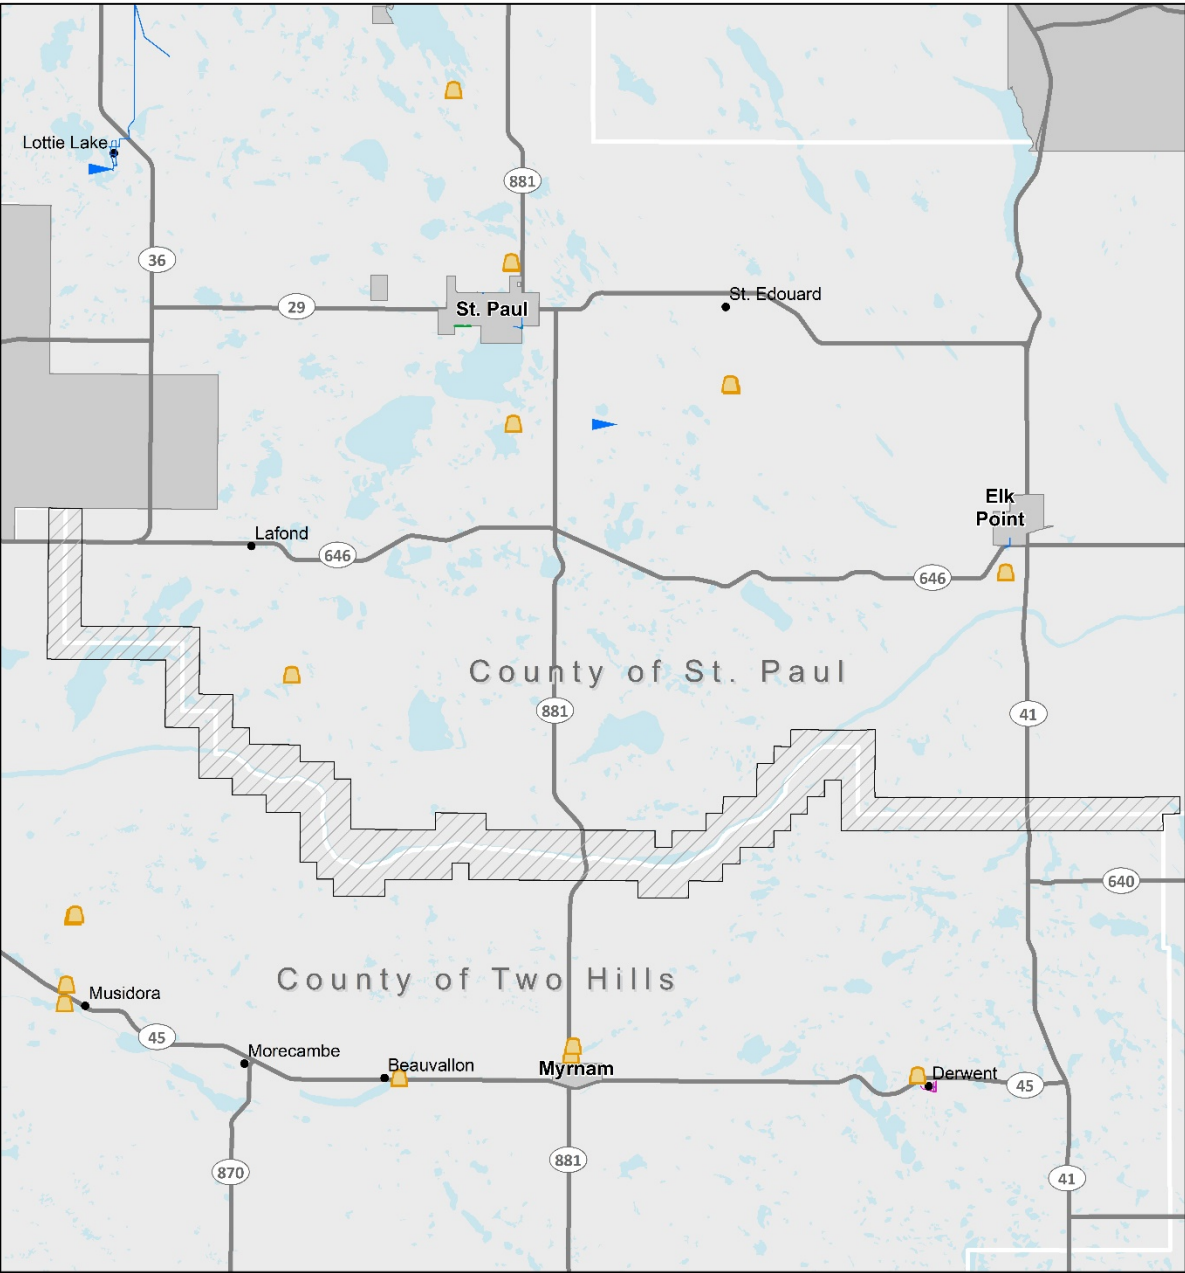 Lottie Lake
881
36
29
St. Paul
St. Edouard
Elk
Point
Lafond
646
646
County of St. Paul
881
41
640
County of Two Hills
Musidora
45
Morecambe
Beauvallon
Myrnam
Derwent
45
870
881
41